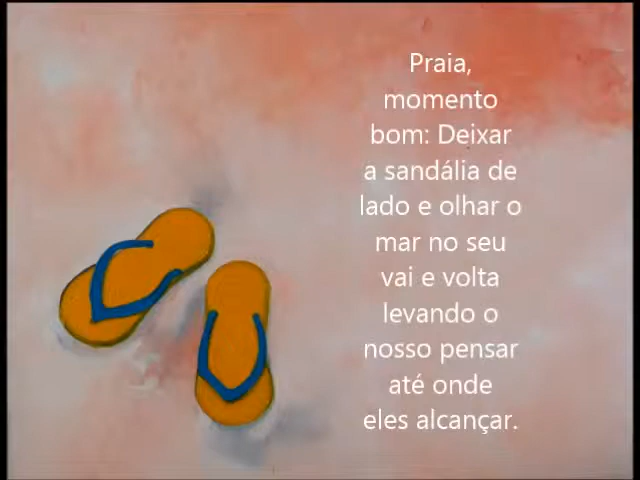 Praia,
momento
bom: Deixar
a sandália de
lado e olhar o
mar no seu
vai e volta
levando o
nosso pensar
até onde
eles alcançar.